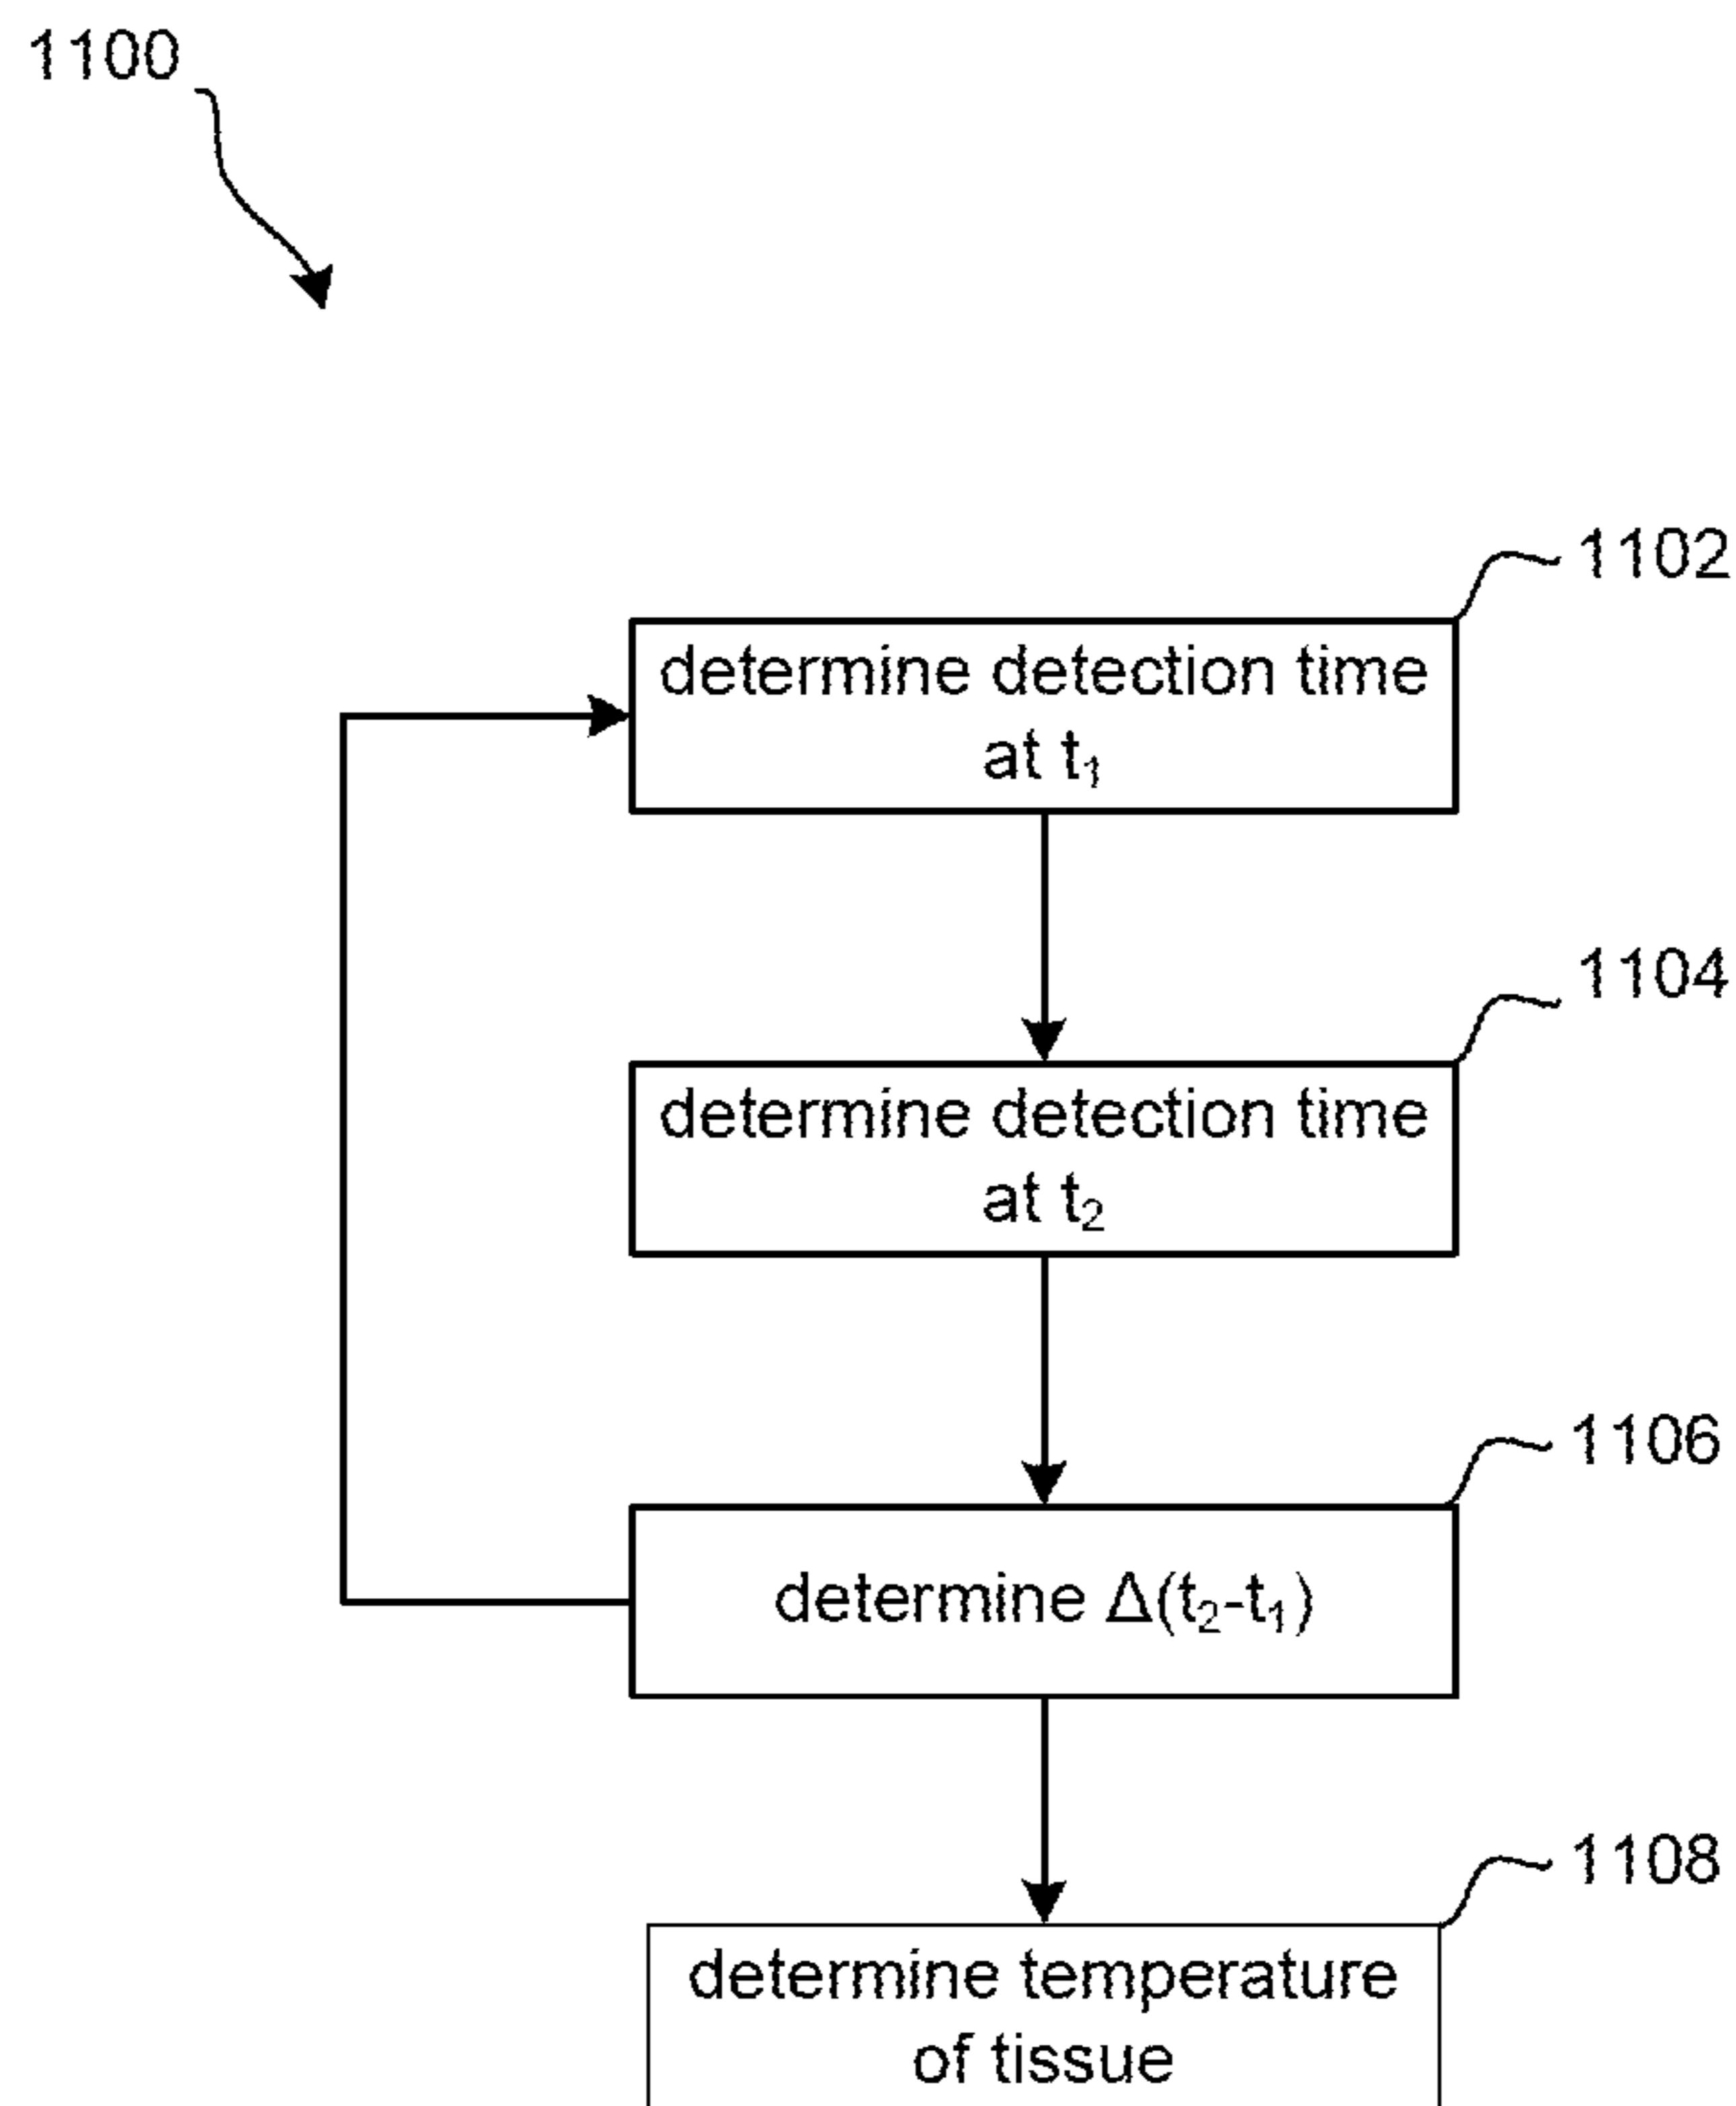 1100
1102
determine detection time
at t₁
1104
determine detection time
at t₂
1106
determine Δ(t₂-t₁)
1108
determine temperature
of tissue